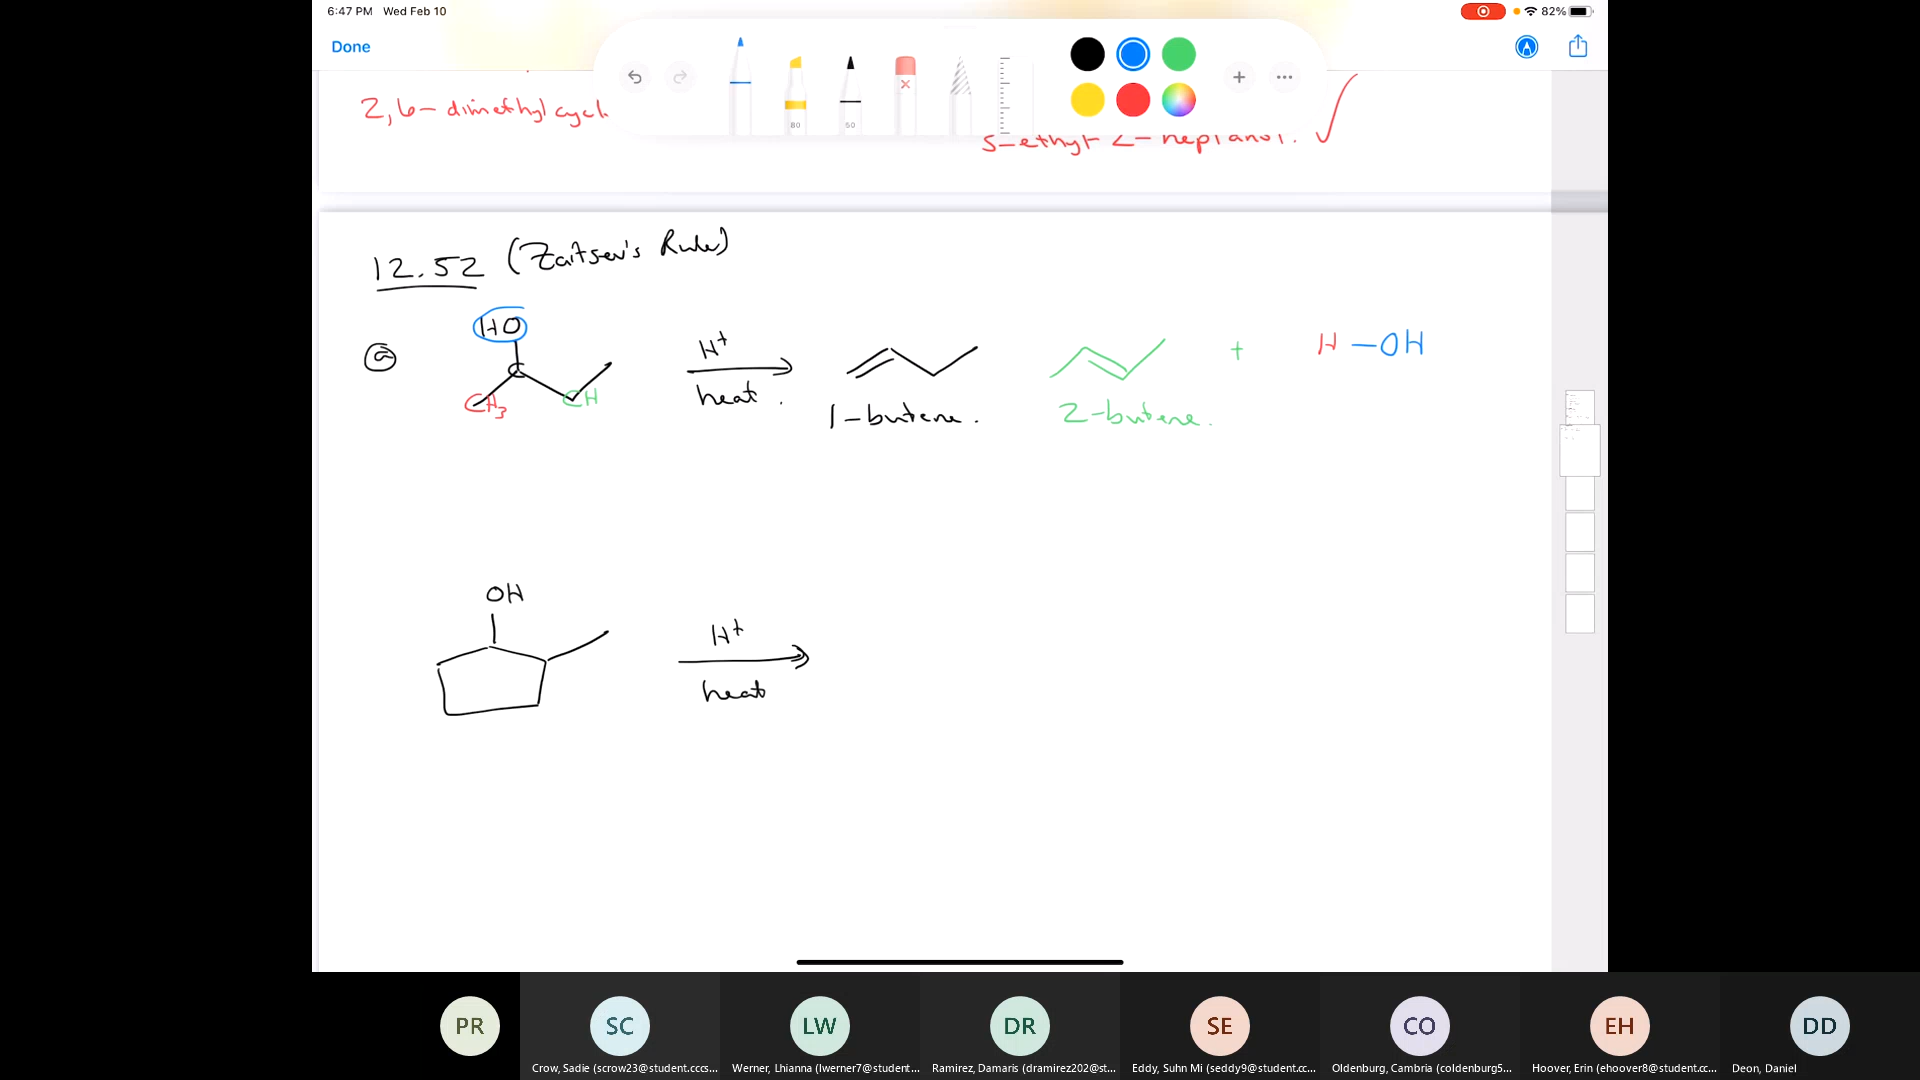 6:47 PM Wed Feb 10
82%
Done
80
50
2,6- dimethyl cycl
5-ethyl 2- heptanol. ✓
12.52 (Zaitsev's Rule)
a
HO
C
CH3
CH
H+
heat.
1-butene.
2-butene.
+
H-OH
OH
H+
heat
PR
SC
LW
DR
SE
CO
EH
DD
Crow, Sadie (scrow23@student.cccs...
Werner, Lhianna (lwerner7@student...
Ramirez, Damaris (dramirez202@st...
Eddy, Suhn Mi (seddy9@student.cc...
Oldenburg, Cambria (coldenburg5...
Hoover, Erin (ehoover8@student.cc...
Deon, Daniel